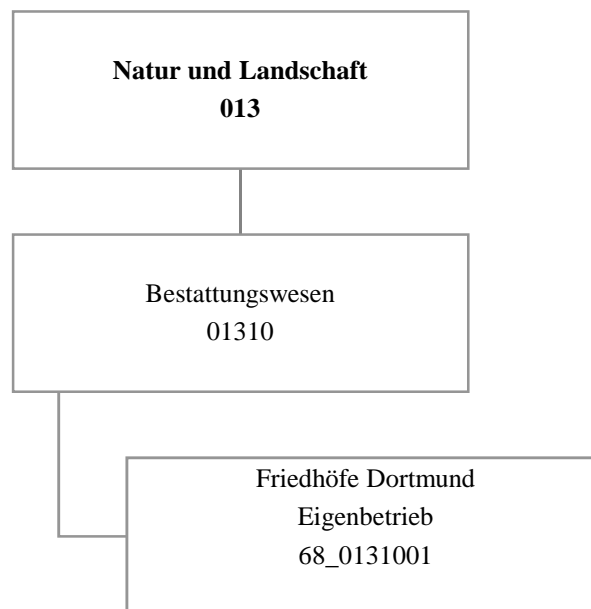 Natur und Landschaft
013
Bestattungswesen
01310
Friedhöfe Dortmund
Eigenbetrieb
68_0131001